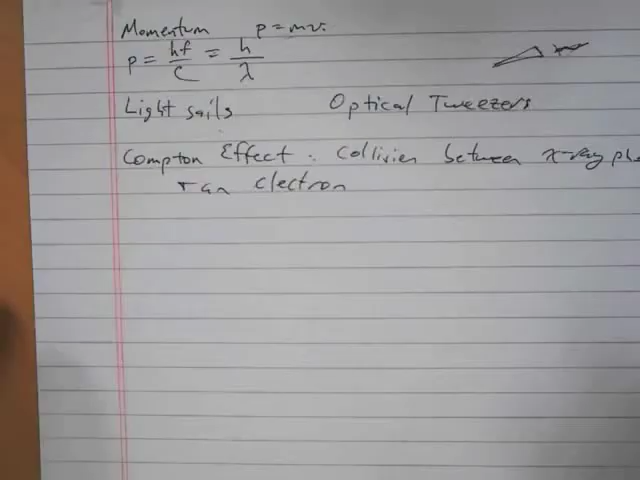 Momentum p = mv.
p = hf/c = h/λ
Light sails Optical Tweezers
Compton Effect : Collision between x-ray
an electron